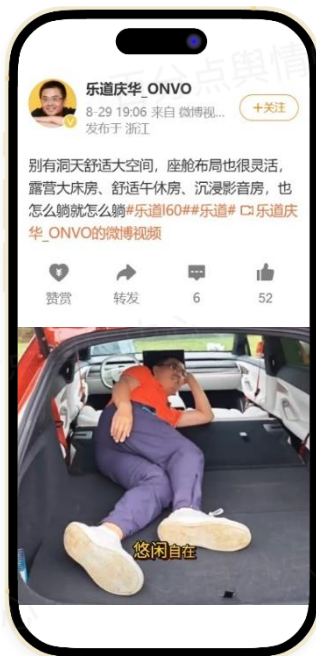 乐道庆华_ONVO
8-29 19:06 来自 微博视...
发布于 浙江
+关注
别有洞天舒适大空间，座舱布局也很灵活，
露营大床房、舒适午休房、沉浸影音房，也
怎么躺就怎么躺#乐道l60##乐道# 乐道庆
华_ONVO的微博视频
赞赏
转发
6
52
悠闲自在